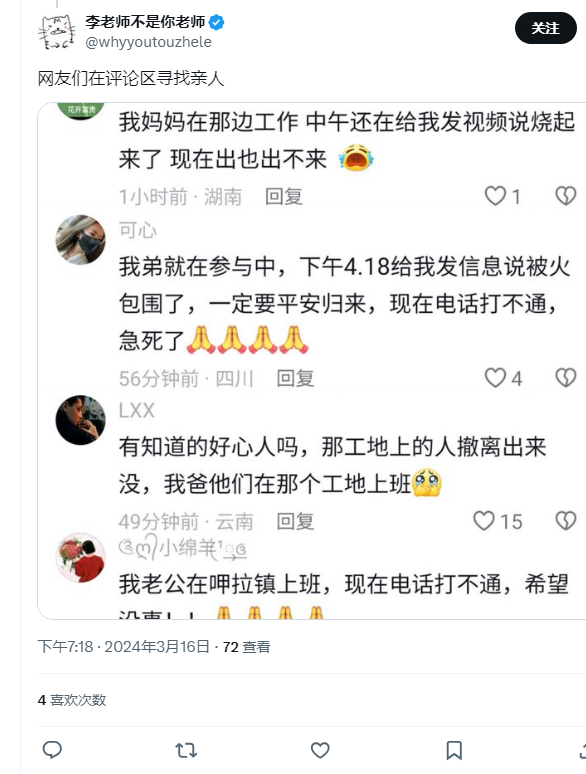 李老师不是你老师
@whyyoutouzhele
关注
网友们在评论区寻找亲人
花开富贵
我妈妈在那边工作 中午还在给我发视频说烧起
来了 现在出也出不来 😭
1小时前 · 湖南 回复 1
可心
我弟就在参与中，下午4.18给我发信息说被火
包围了，一定要平安归来，现在电话打不通，
急死了🙏🙏🙏🙏
56分钟前 · 四川 回复 4
LXX
有知道的好心人吗，那工地上的人撤离出来
没，我爸他们在那个工地上班🥹
49分钟前 · 云南 回复 15
小绵羊
我老公在呷拉镇上班，现在电话打不通，希望
没事！！🙏🙏🙏🙏
下午7:18 · 2024年3月16日 · 72 查看
4 喜欢次数